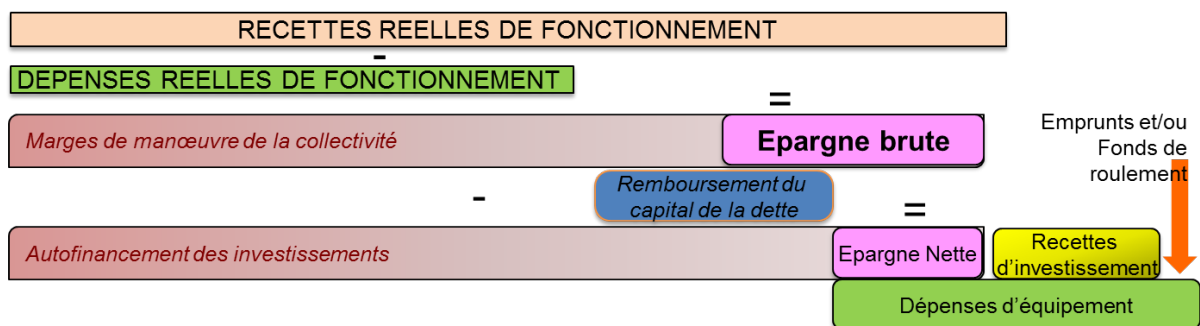 RECETTES REELLES DE FONCTIONNEMENT
-
DEPENSES REELLES DE FONCTIONNEMENT
=
Marges de manœuvre de la collectivité
Epargne brute
Emprunts et/ou
Fonds de
roulement
Remboursement du
capital de la dette
-
=
Autofinancement des investissements
Epargne Nette
Recettes
d’investissement
Dépenses d’équipement